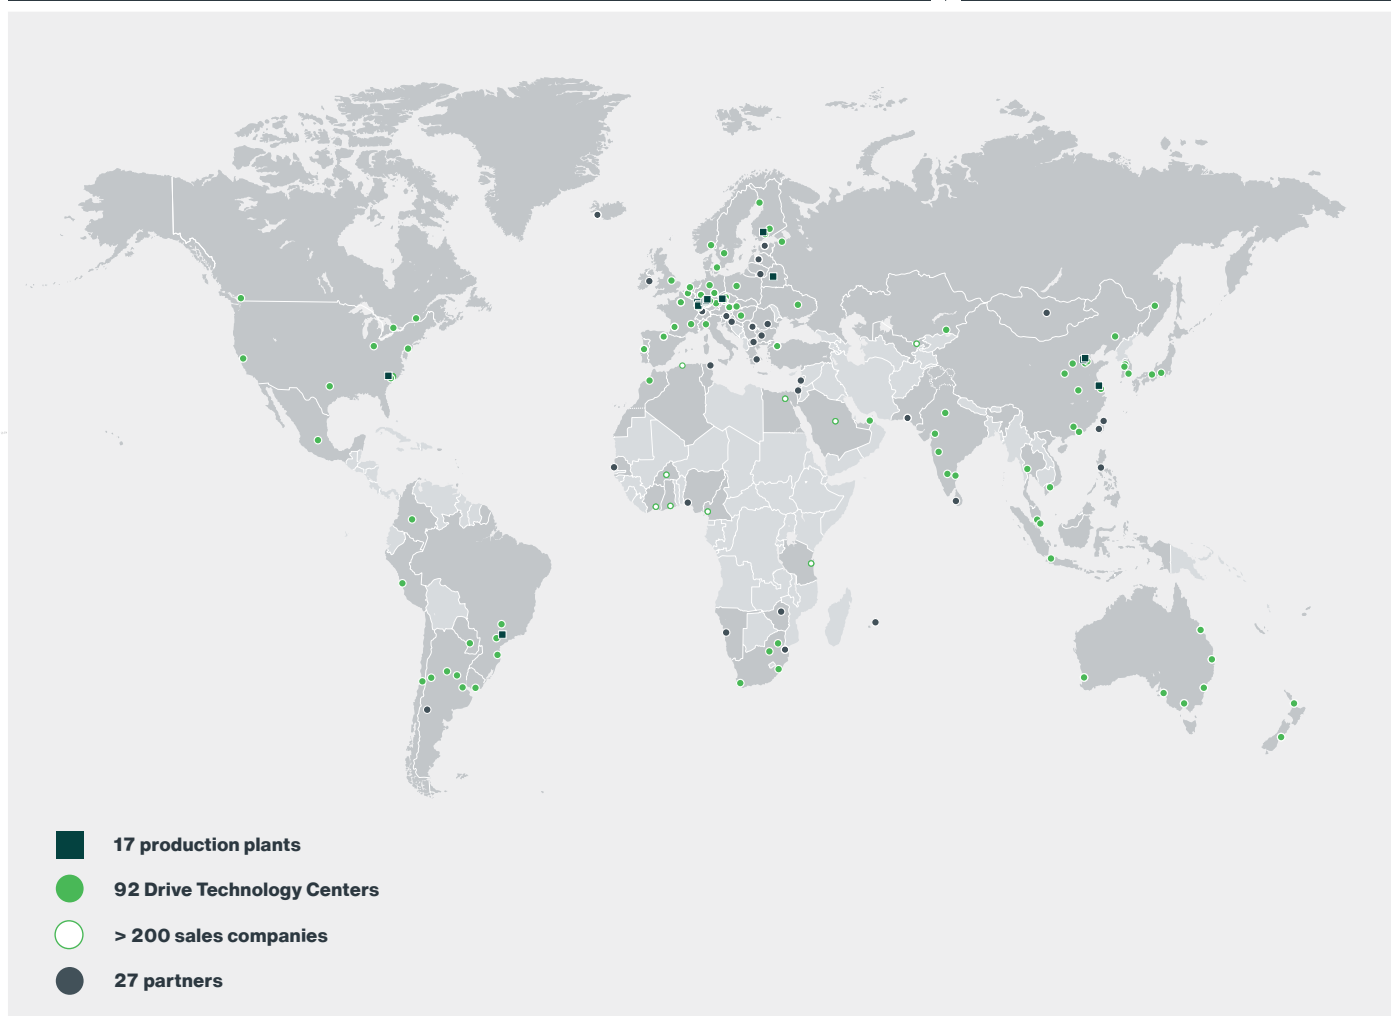 17 production plants
92 Drive Technology Centers
> 200 sales companies
27 partners